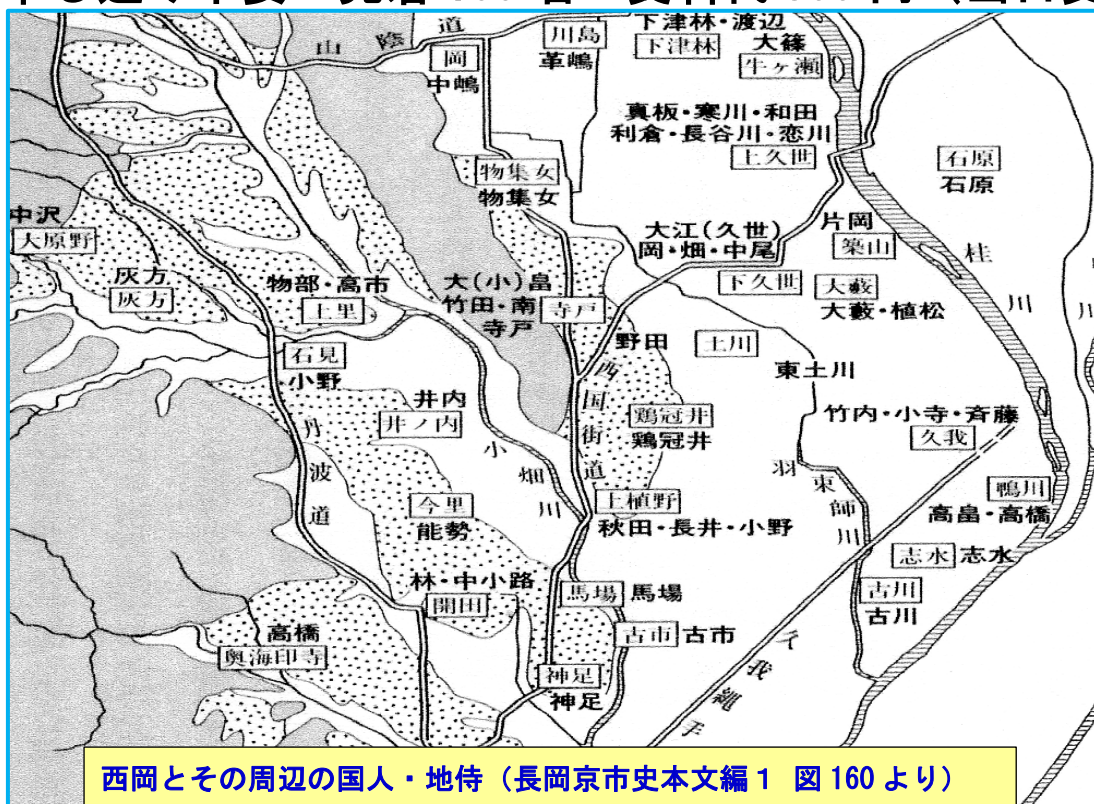 山陰道
岡
中嶋
川島
革嶋
下津林・渡辺
下津林
大篠
牛ヶ瀬
真板・寒川・和田
利倉・長谷川・恋川
上久世
石原
石原
物集女
物集女
中沢
大原野
灰方
灰方
物部・高市
上里
大(小)畠
竹田・南
寺戸
寺戸
大江(久世)
岡・畑・中尾
下久世
片岡
築山
大藪
大藪・植松
桂川
川
石見
小野
野田
土川
東土川
西国街道
井内
井ノ内
鶏冠井
鶏冠井
竹内・小寺・斉藤
久我
丹波道
小畑川
今里
能勢
上植野
秋田・長井・小野
羽東師川
鴨川
高畠・高橋
志水
志水
林・中小路
開田
馬場
馬場
古川
古川
古市
古市
高橋
奥海印寺
神足
神足
久我縄手
西岡とその周辺の国人・地侍（長岡京市史本文編１ 図160より）